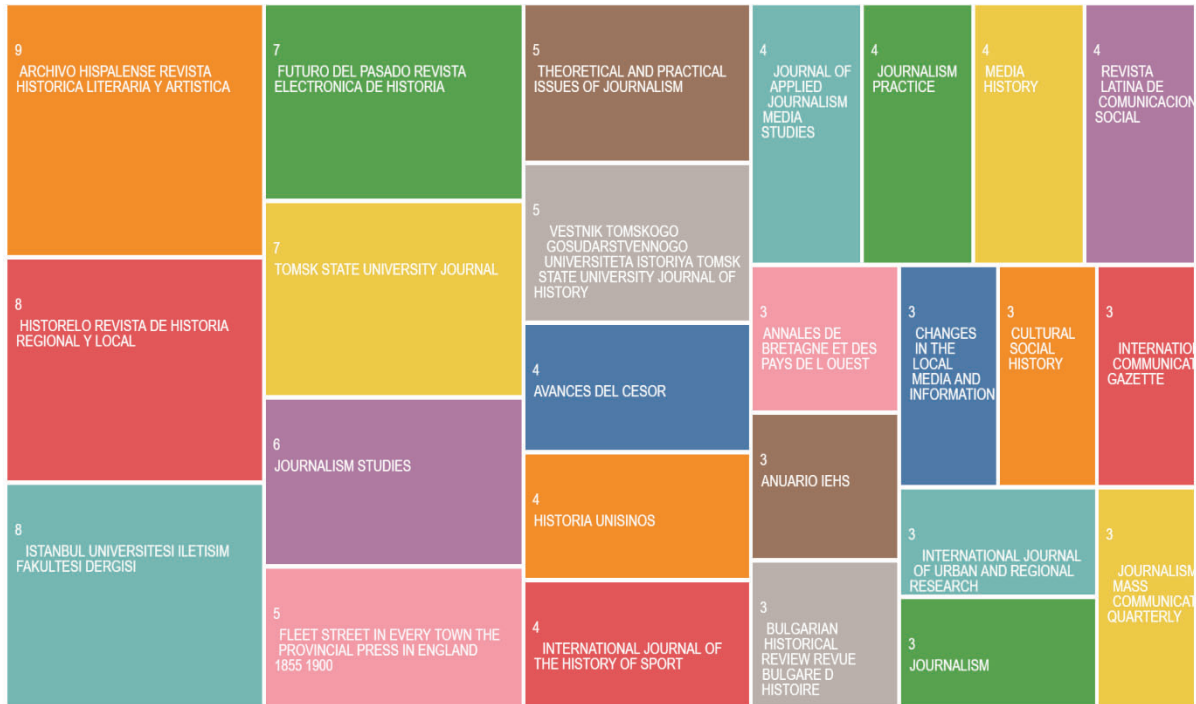 9
ARCHIVO HISPALENSE REVISTA
HISTORICA LITERARIA Y ARTISTICA
8
HISTORELO REVISTA DE HISTORIA
REGIONAL Y LOCAL
8
ISTANBUL UNIVERSITESI ILETISIM
FAKULTESI DERGISI
7
FUTURO DEL PASADO REVISTA
ELECTRONICA DE HISTORIA
7
TOMSK STATE UNIVERSITY JOURNAL
6
JOURNALISM STUDIES
5
FLEET STREET IN EVERY TOWN THE
PROVINCIAL PRESS IN ENGLAND
1855 1900
5
THEORETICAL AND PRACTICAL
ISSUES OF JOURNALISM
5
VESTNIK TOMSKOGO
GOSUDARSTVENNOGO
UNIVERSITETA ISTORIYA TOMSK
STATE UNIVERSITY JOURNAL OF
HISTORY
4
AVANCES DEL CESOR
4
HISTORIA UNISINOS
4
INTERNATIONAL JOURNAL OF
THE HISTORY OF SPORT
4
JOURNAL OF
APPLIED
JOURNALISM
MEDIA
STUDIES
4
JOURNALISM
PRACTICE
4
MEDIA
HISTORY
4
REVISTA
LATINA DE
COMUNICACION
SOCIAL
3
ANNALES DE
BRETAGNE ET DES
PAYS DE L OUEST
3
ANUARIO IEHS
3
BULGARIAN
HISTORICAL
REVIEW REVUE
BULGARE D
HISTOIRE
3
CHANGES
IN THE
LOCAL
MEDIA AND
INFORMATION
3
CULTURAL
SOCIAL
HISTORY
3
INTERNATIO
COMMUNICAT
GAZETTE
3
INTERNATIONAL JOURNAL
OF URBAN AND REGIONAL
RESEARCH
3
JOURNALISM
3
JOURNALISM
MASS
COMMUNICAT
QUARTERLY